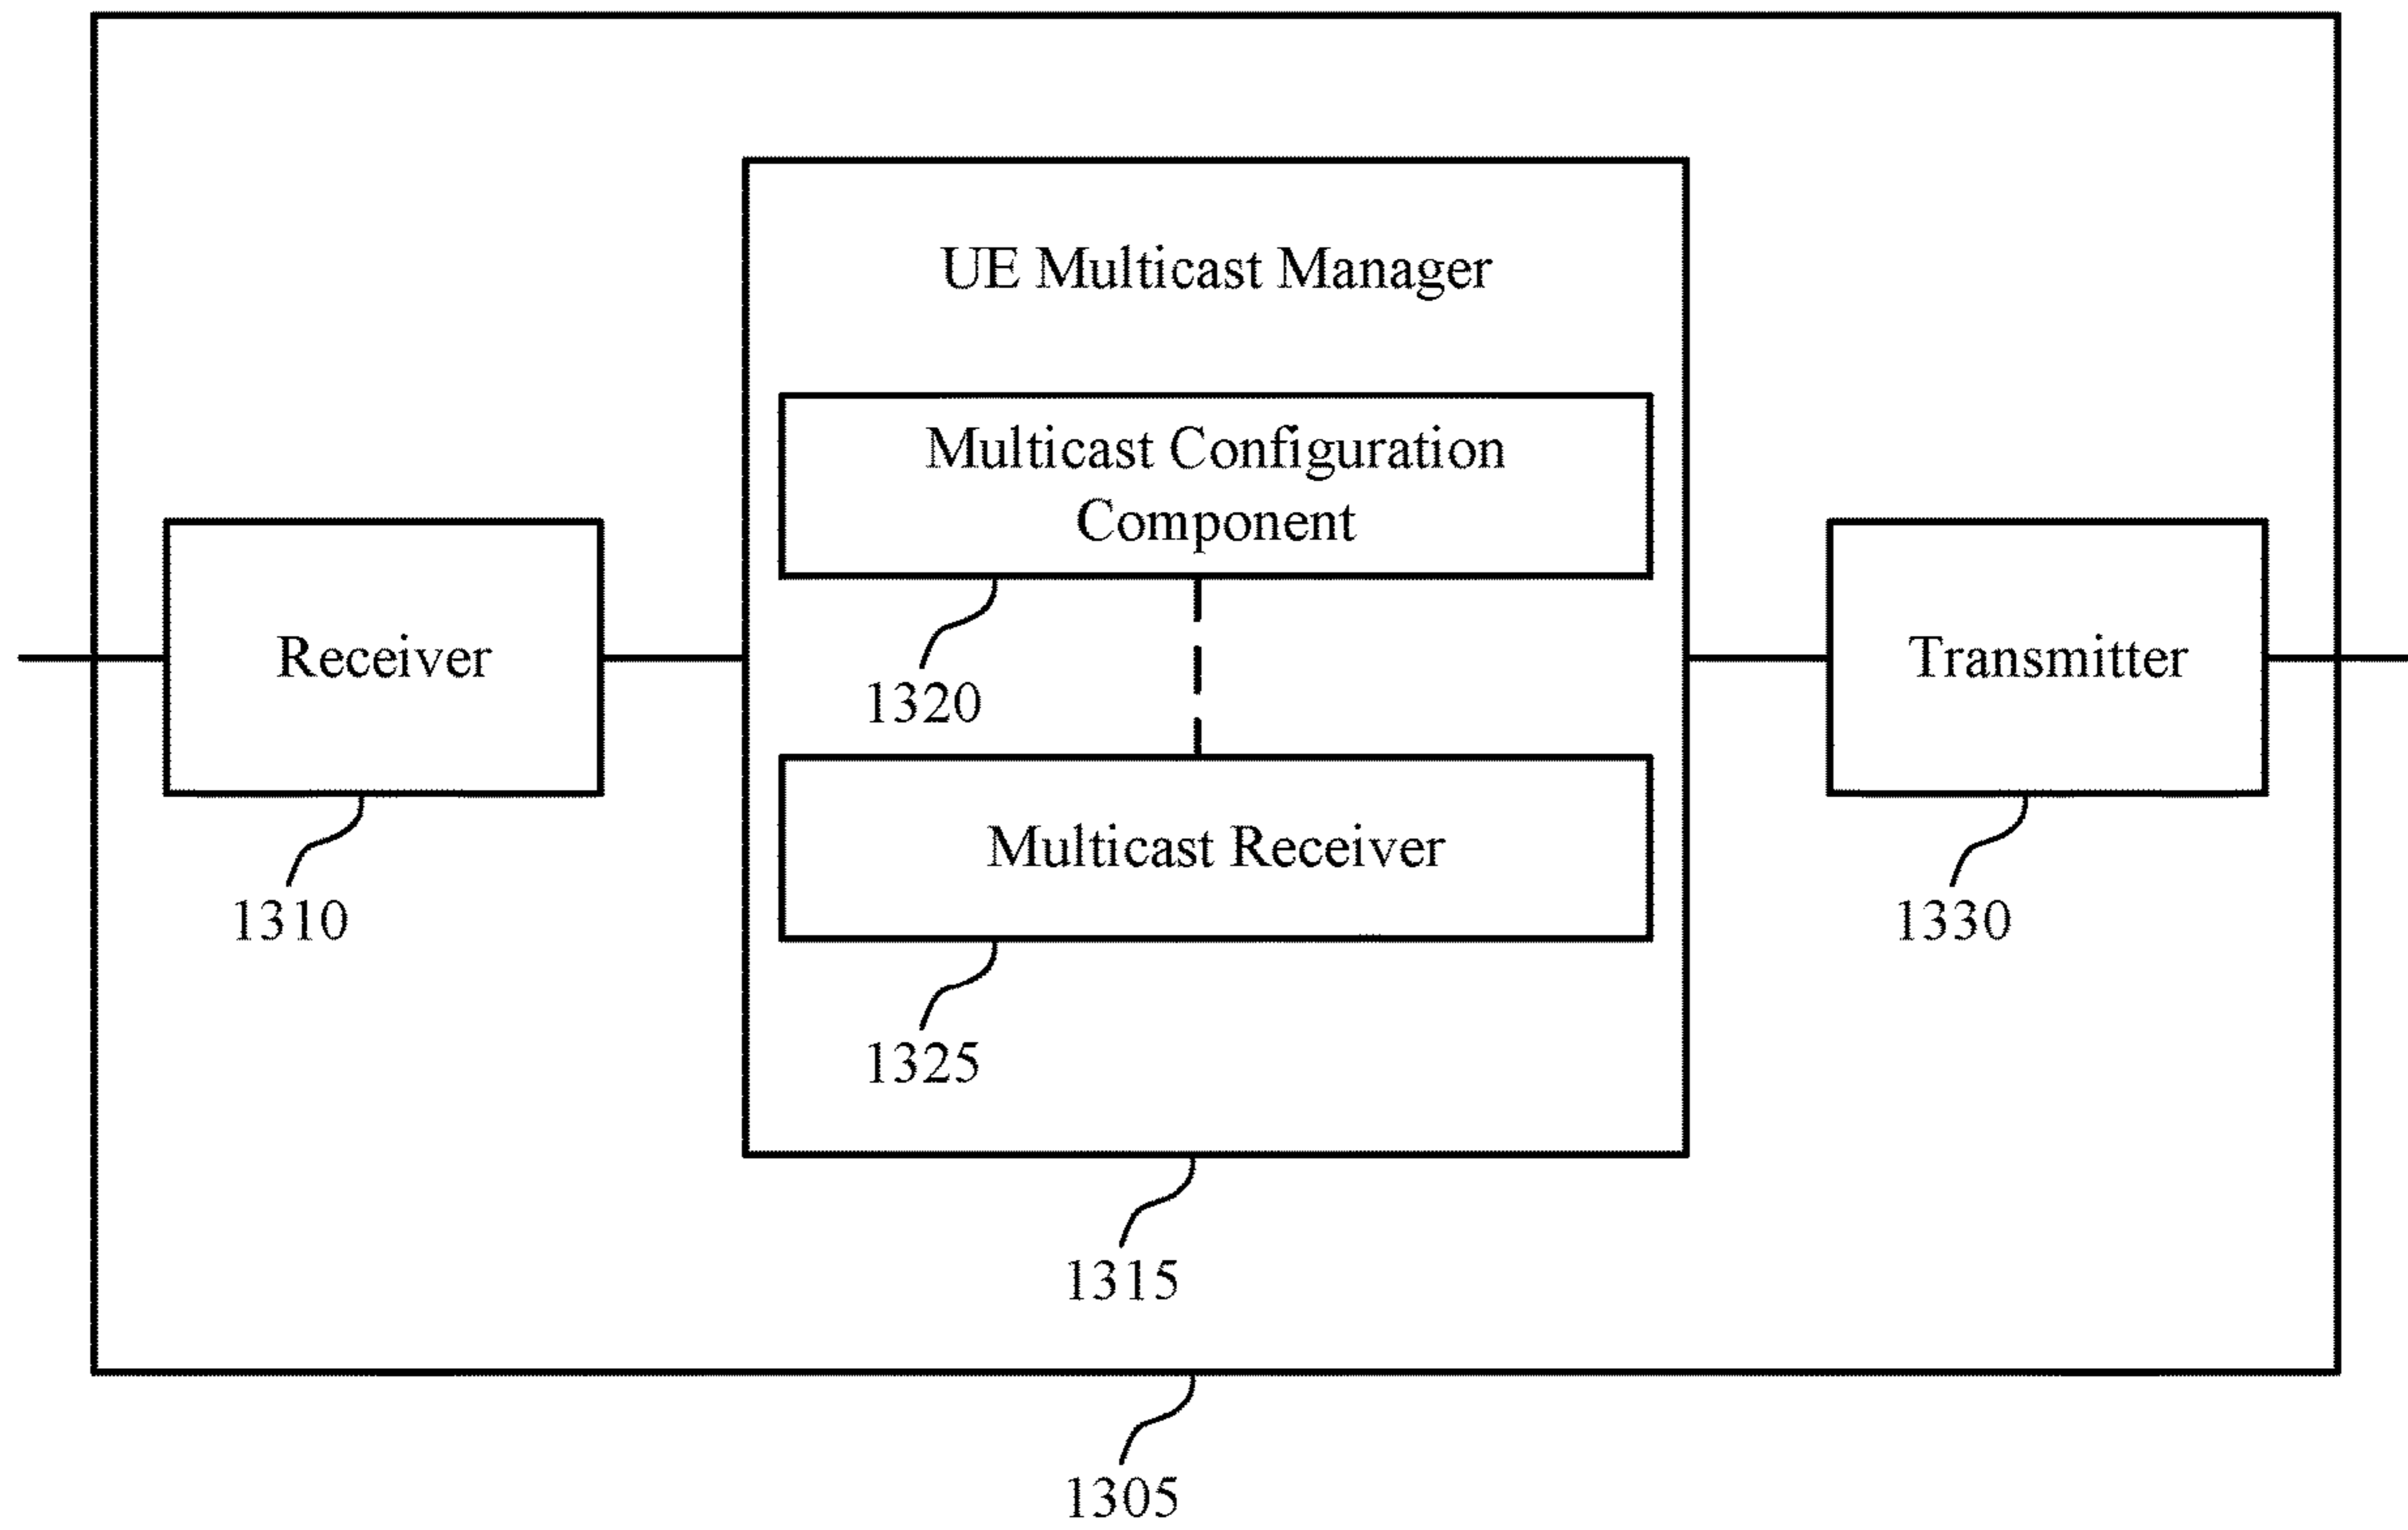 UE Multicast Manager
Multicast Configuration
Component
Receiver
Transmitter
1320
Multicast Receiver
1310
1330
1325
1315
1305